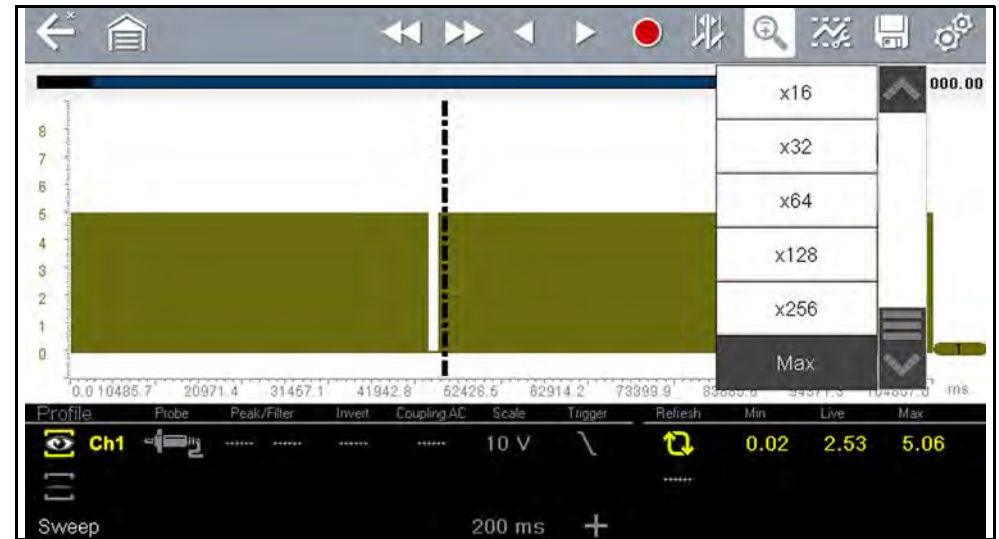 000.00
x16
x32
x64
x128
x256
Max
8
7
6
5
4
3
2
1
0
1
0.0 10485.7 20971.4 31457.1 41942.8 52428.5 62914.2 73399.9 ms
Profile Probe Peak/Filter Invert Coupling AC Scale Trigger Refresh Min Live Max
Ch1 ------ ------ ------ ------ 10 V 0.02 2.53 5.06
------
Sweep 200 ms +